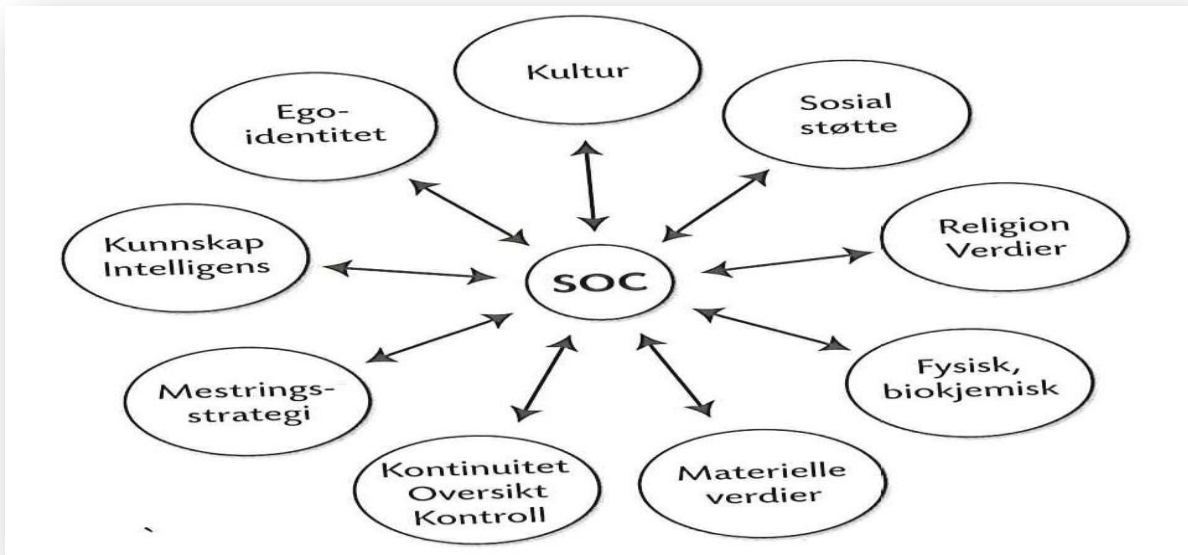 Kultur
Sosial
støtte
Religion
Verdier
Fysisk,
biokjemisk
Materielle
verdier
Kontinuitet
Oversikt
Kontroll
Mestrings-
strategi
Kunnskap
Intelligens
Ego-
identitet
SOC